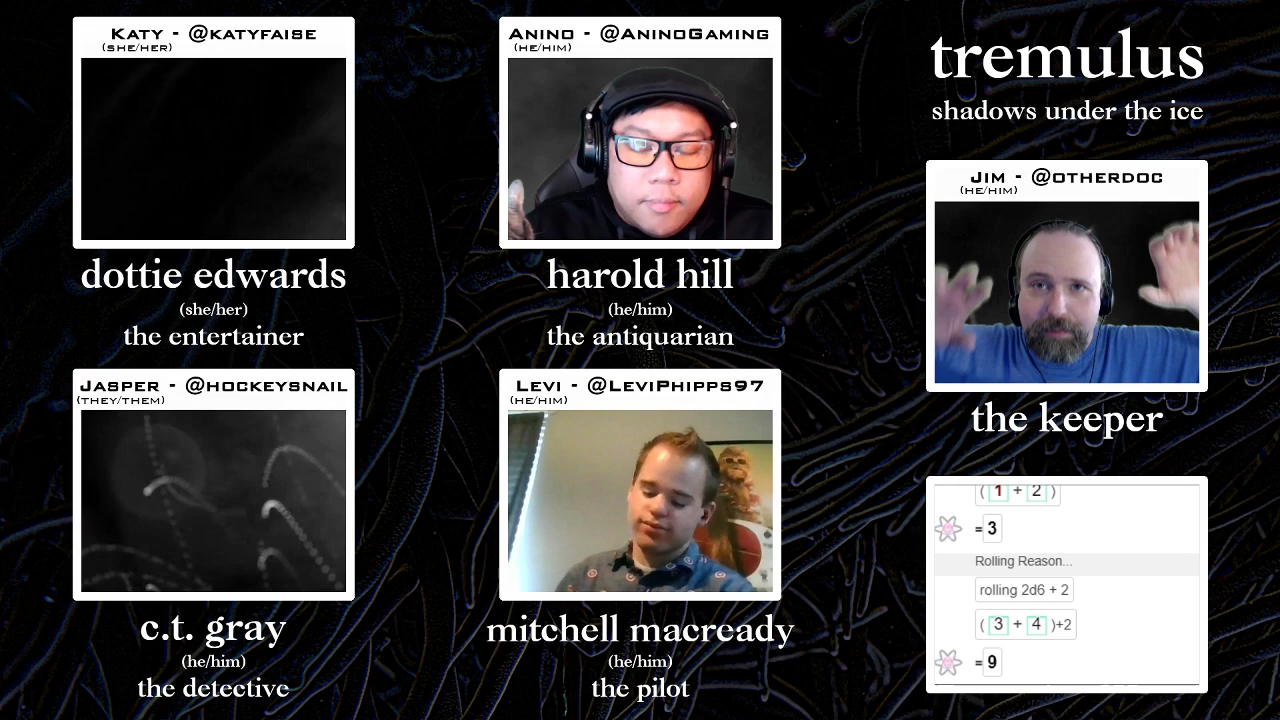 Katy - @katyfaise
(she/her)
dottie edwards
(she/her)
the entertainer
Anino - @AninoGaming
(he/him)
harold hill
(he/him)
the antiquarian
tremulus
shadows under the ice
Jim - @otherdoc
(he/him)
the keeper
Jasper - @hockeysnail
(they/them)
c.t. gray
(he/him)
the detective
Levi - @LeviPhipps97
(he/him)
mitchell macready
(he/him)
the pilot
( 1 + 2 )
= 3
Rolling Reason...
rolling 2d6 + 2
( 3 + 4 )+2
= 9